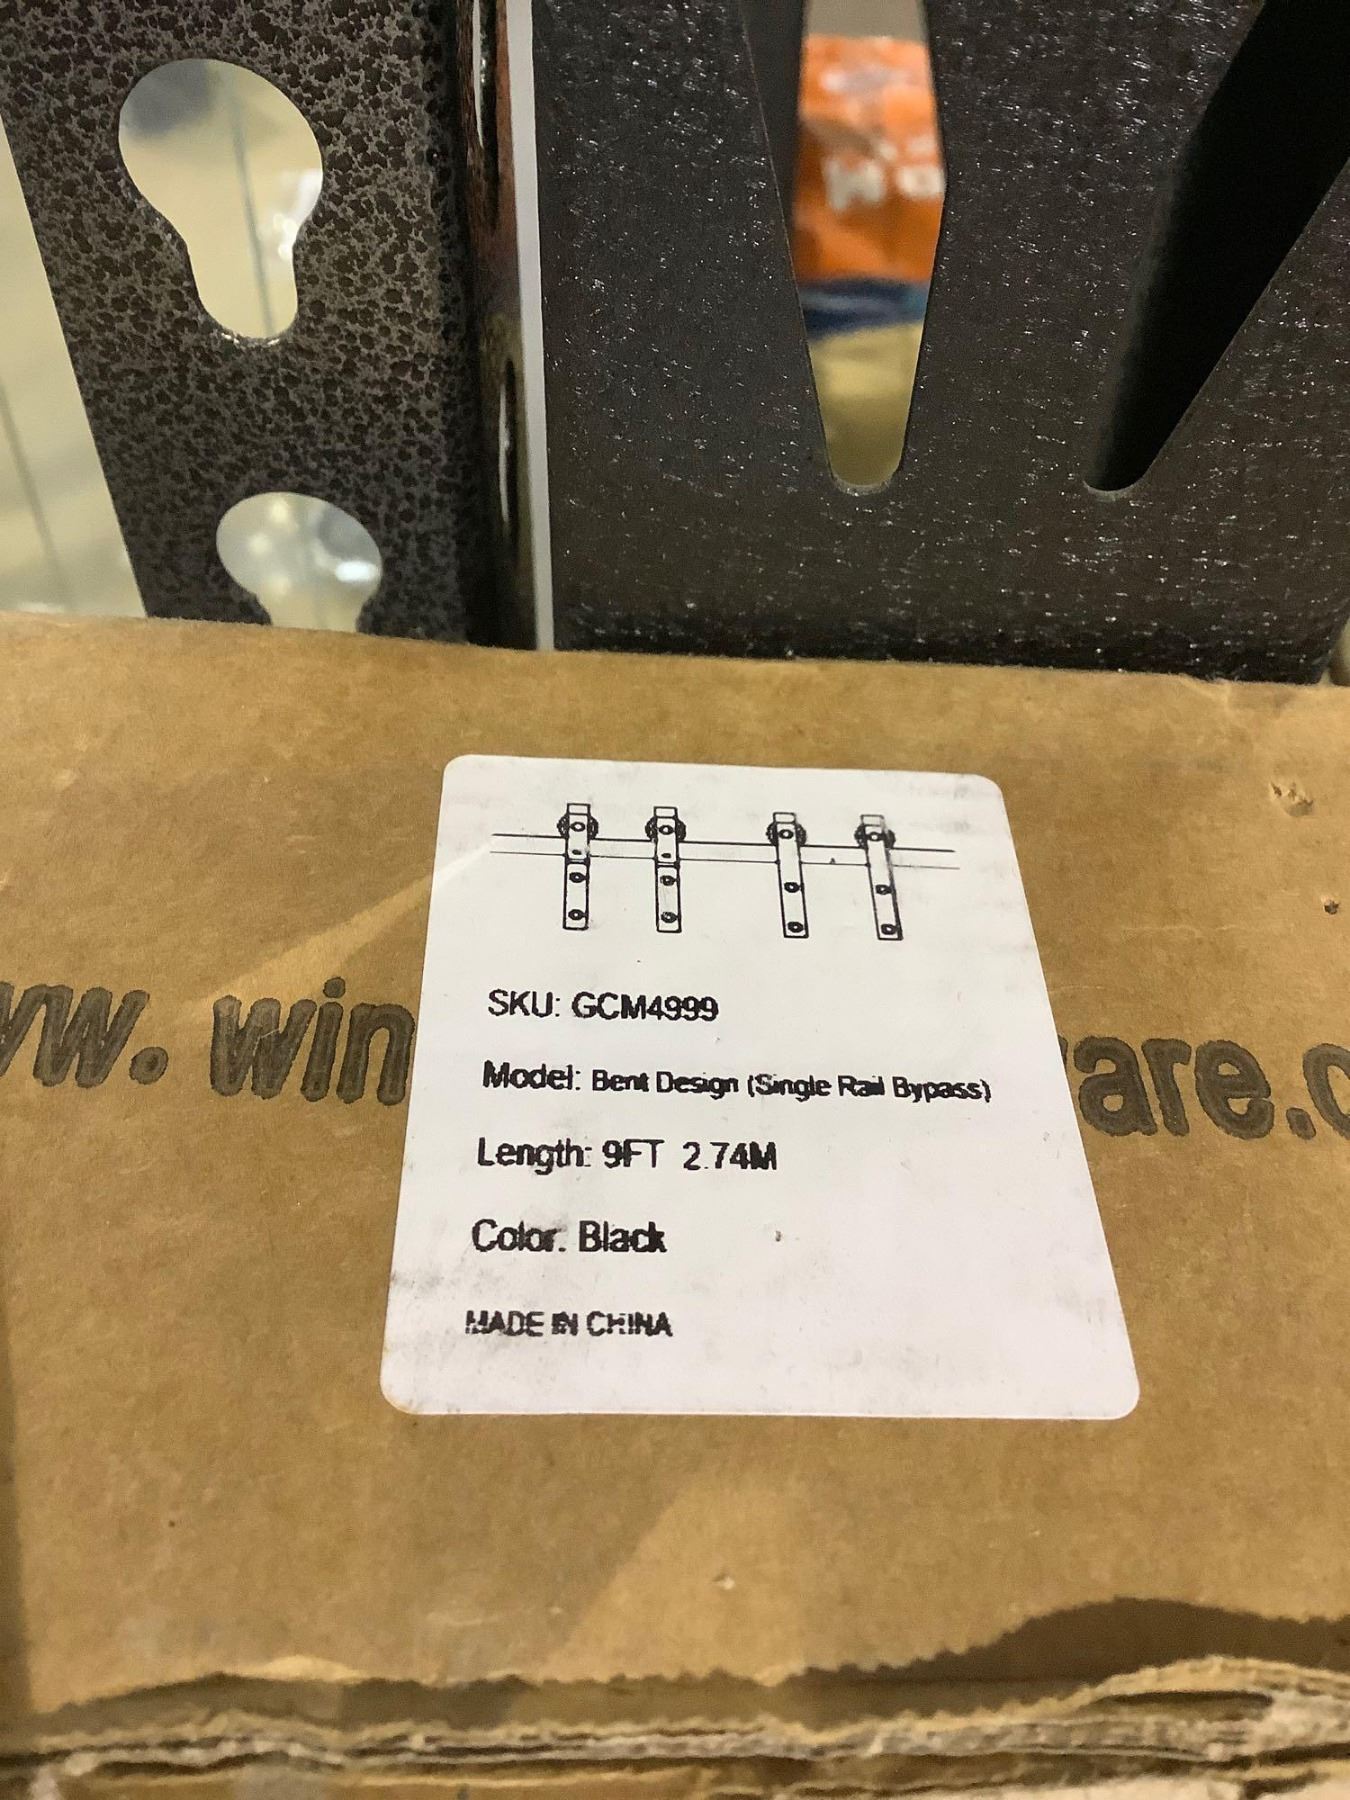 SKU: GCM4999
www. win
are.c
Model: Bent Design (Single Rail Bypass)
Length: 9FT 2.74M
Color: Black
MADE IN CHINA